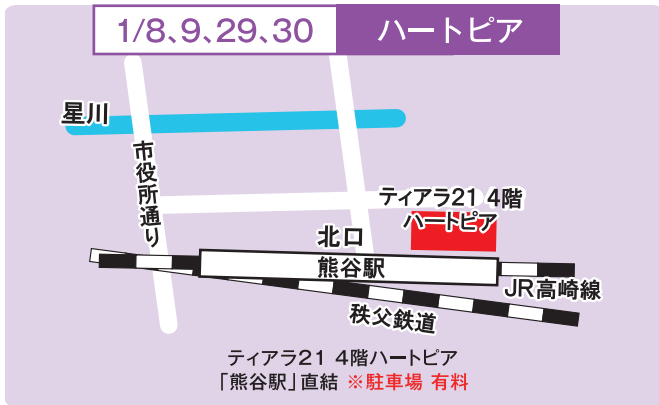 1/8、9、29、30 ハートピア
星川
市役所通り
ティアラ21 4階
ハートピア
北口
熊谷駅
JR高崎線
秩父鉄道
ティアラ21 4階ハートピア
「熊谷駅」直結 ※駐車場 有料